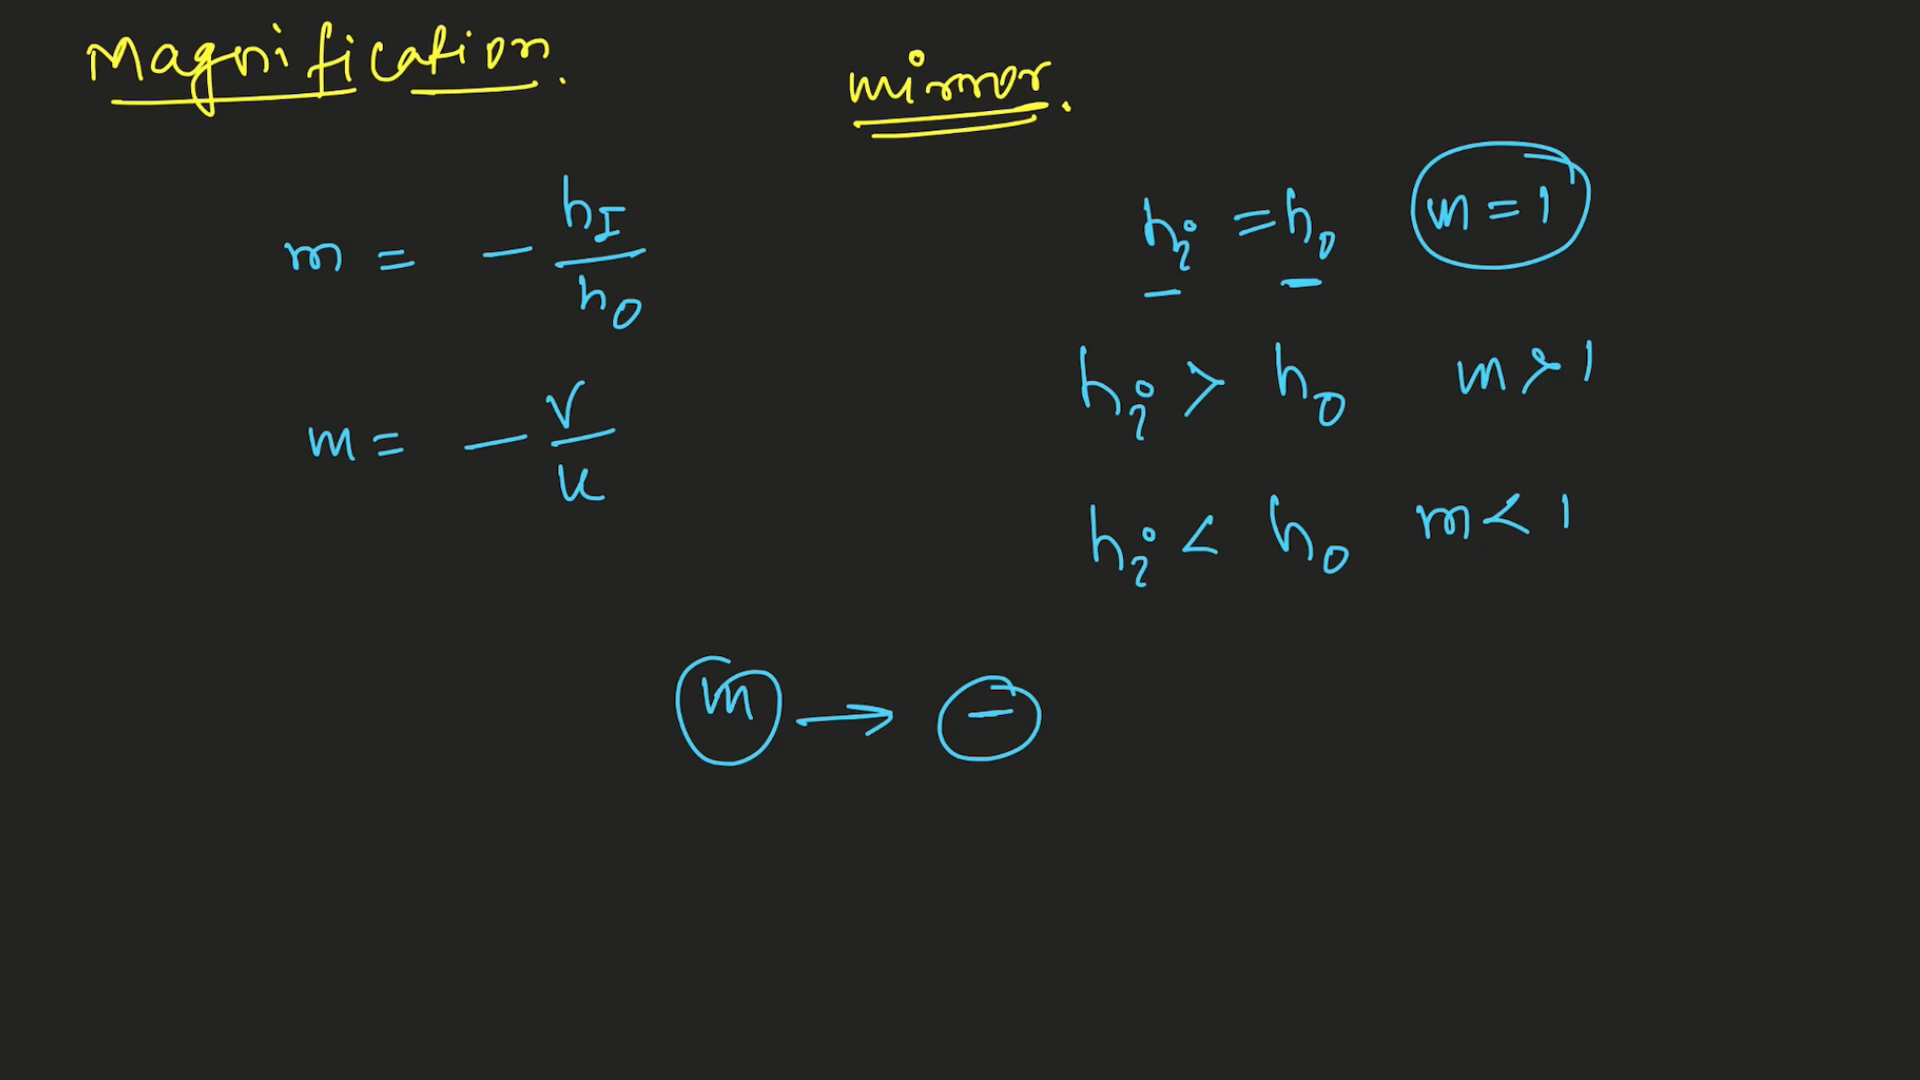 Magnification.
mirror.
m = - hI/hO
m = - v/u
hi = ho m = 1
hi > ho m > 1
hi < ho m < 1
m → -